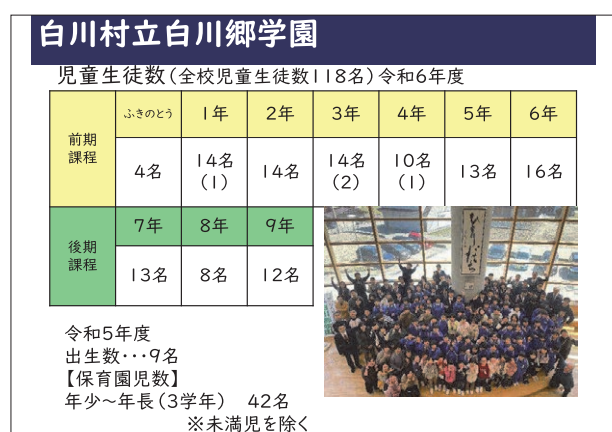 白川村立白川郷学園
児童生徒数(全校児童生徒数118名)令和6年度
前期課程
ふきのとう 1年 2年 3年 4年 5年 6年
4名 14名(1) 14名 14名(2) 10名(1) 13名 16名
後期課程
7年 8年 9年
13名 8名 12名
ひとりだち
令和5年度
出生数・・・9名
【保育園児数】
年少~年長(3学年) 42名
※未満児を除く